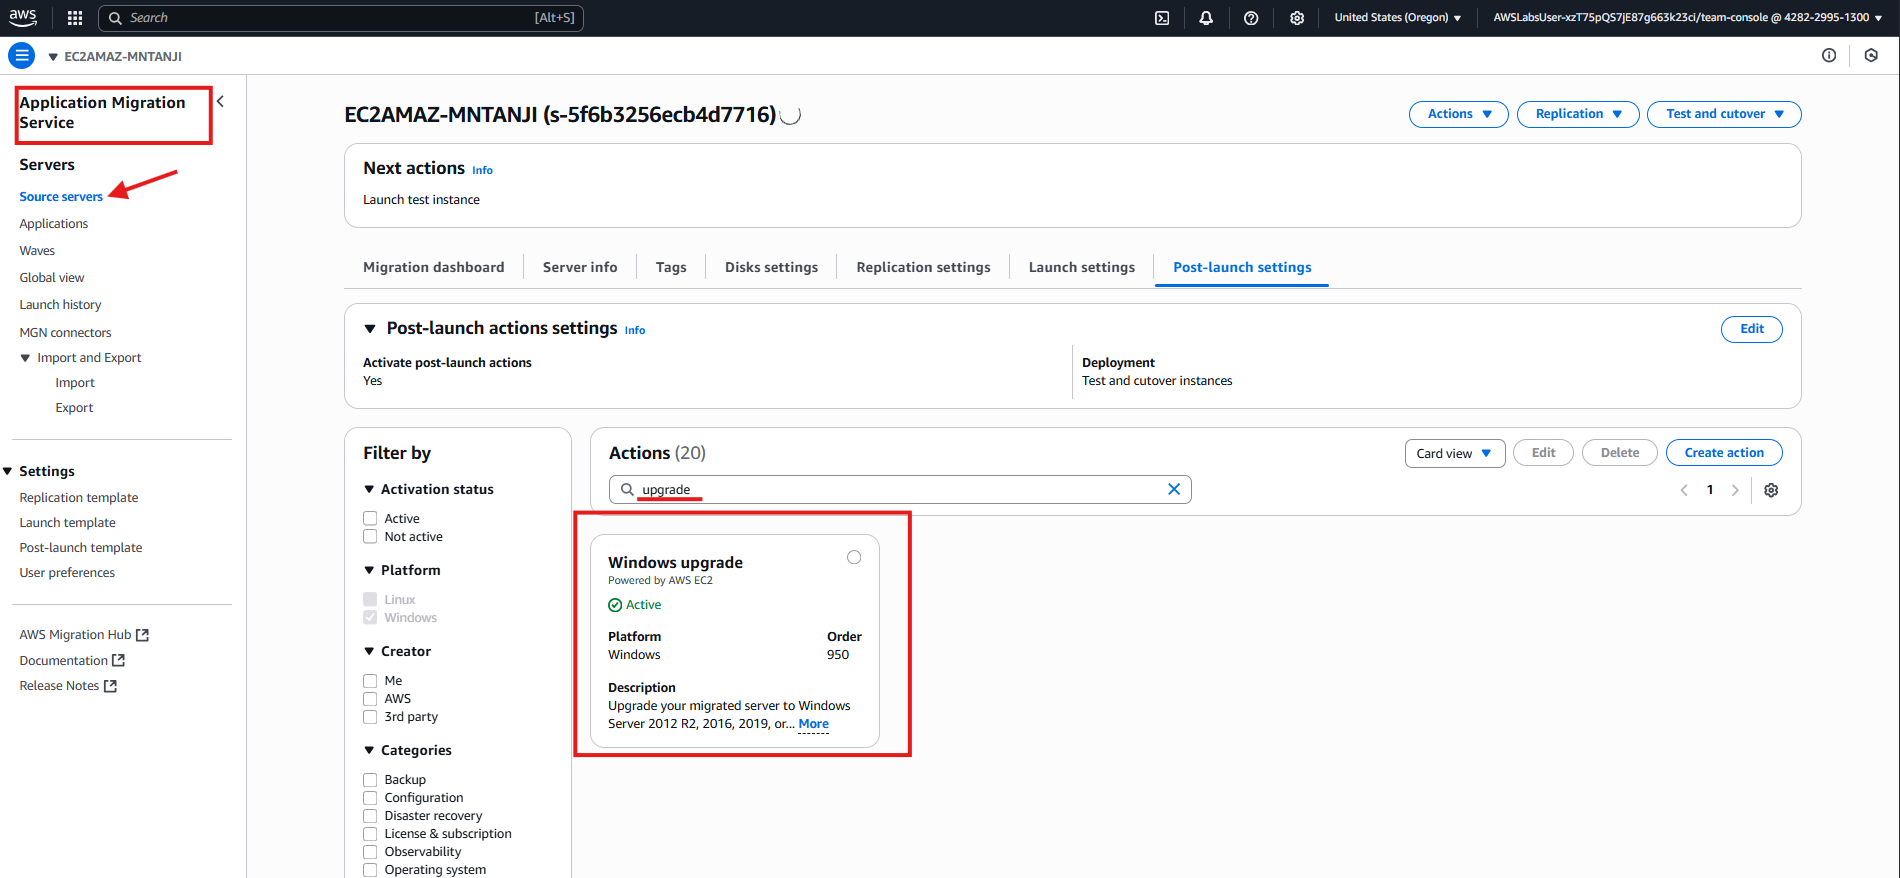 aws
Search
[Alt+S]
United States (Oregon)
AWSLabsUser-xzT75pQS7jE87g663k23ci/team-console @ 4282-2995-1300
EC2AMAZ-MNTANJI
Application Migration
Service
Servers
Source servers
Applications
Waves
Global view
Launch history
MGN connectors
Import and Export
Import
Export
Settings
Replication template
Launch template
Post-launch template
User preferences
AWS Migration Hub
Documentation
Release Notes
EC2AMAZ-MNTANJI (s-5f6b3256ecb4d7716)
Actions
Replication
Test and cutover
Next actions Info
Launch test instance
Migration dashboard
Server info
Tags
Disks settings
Replication settings
Launch settings
Post-launch settings
Post-launch actions settings Info
Edit
Activate post-launch actions
Yes
Deployment
Test and cutover instances
Filter by
Activation status
Active
Not active
Platform
Linux
Windows
Creator
Me
AWS
3rd party
Categories
Backup
Configuration
Disaster recovery
License & subscription
Observability
Operating system
Actions (20)
Card view
Edit
Delete
Create action
upgrade
1
Windows upgrade
Powered by AWS EC2
Active
Platform
Windows
Order
950
Description
Upgrade your migrated server to Windows
Server 2012 R2, 2016, 2019, or... More